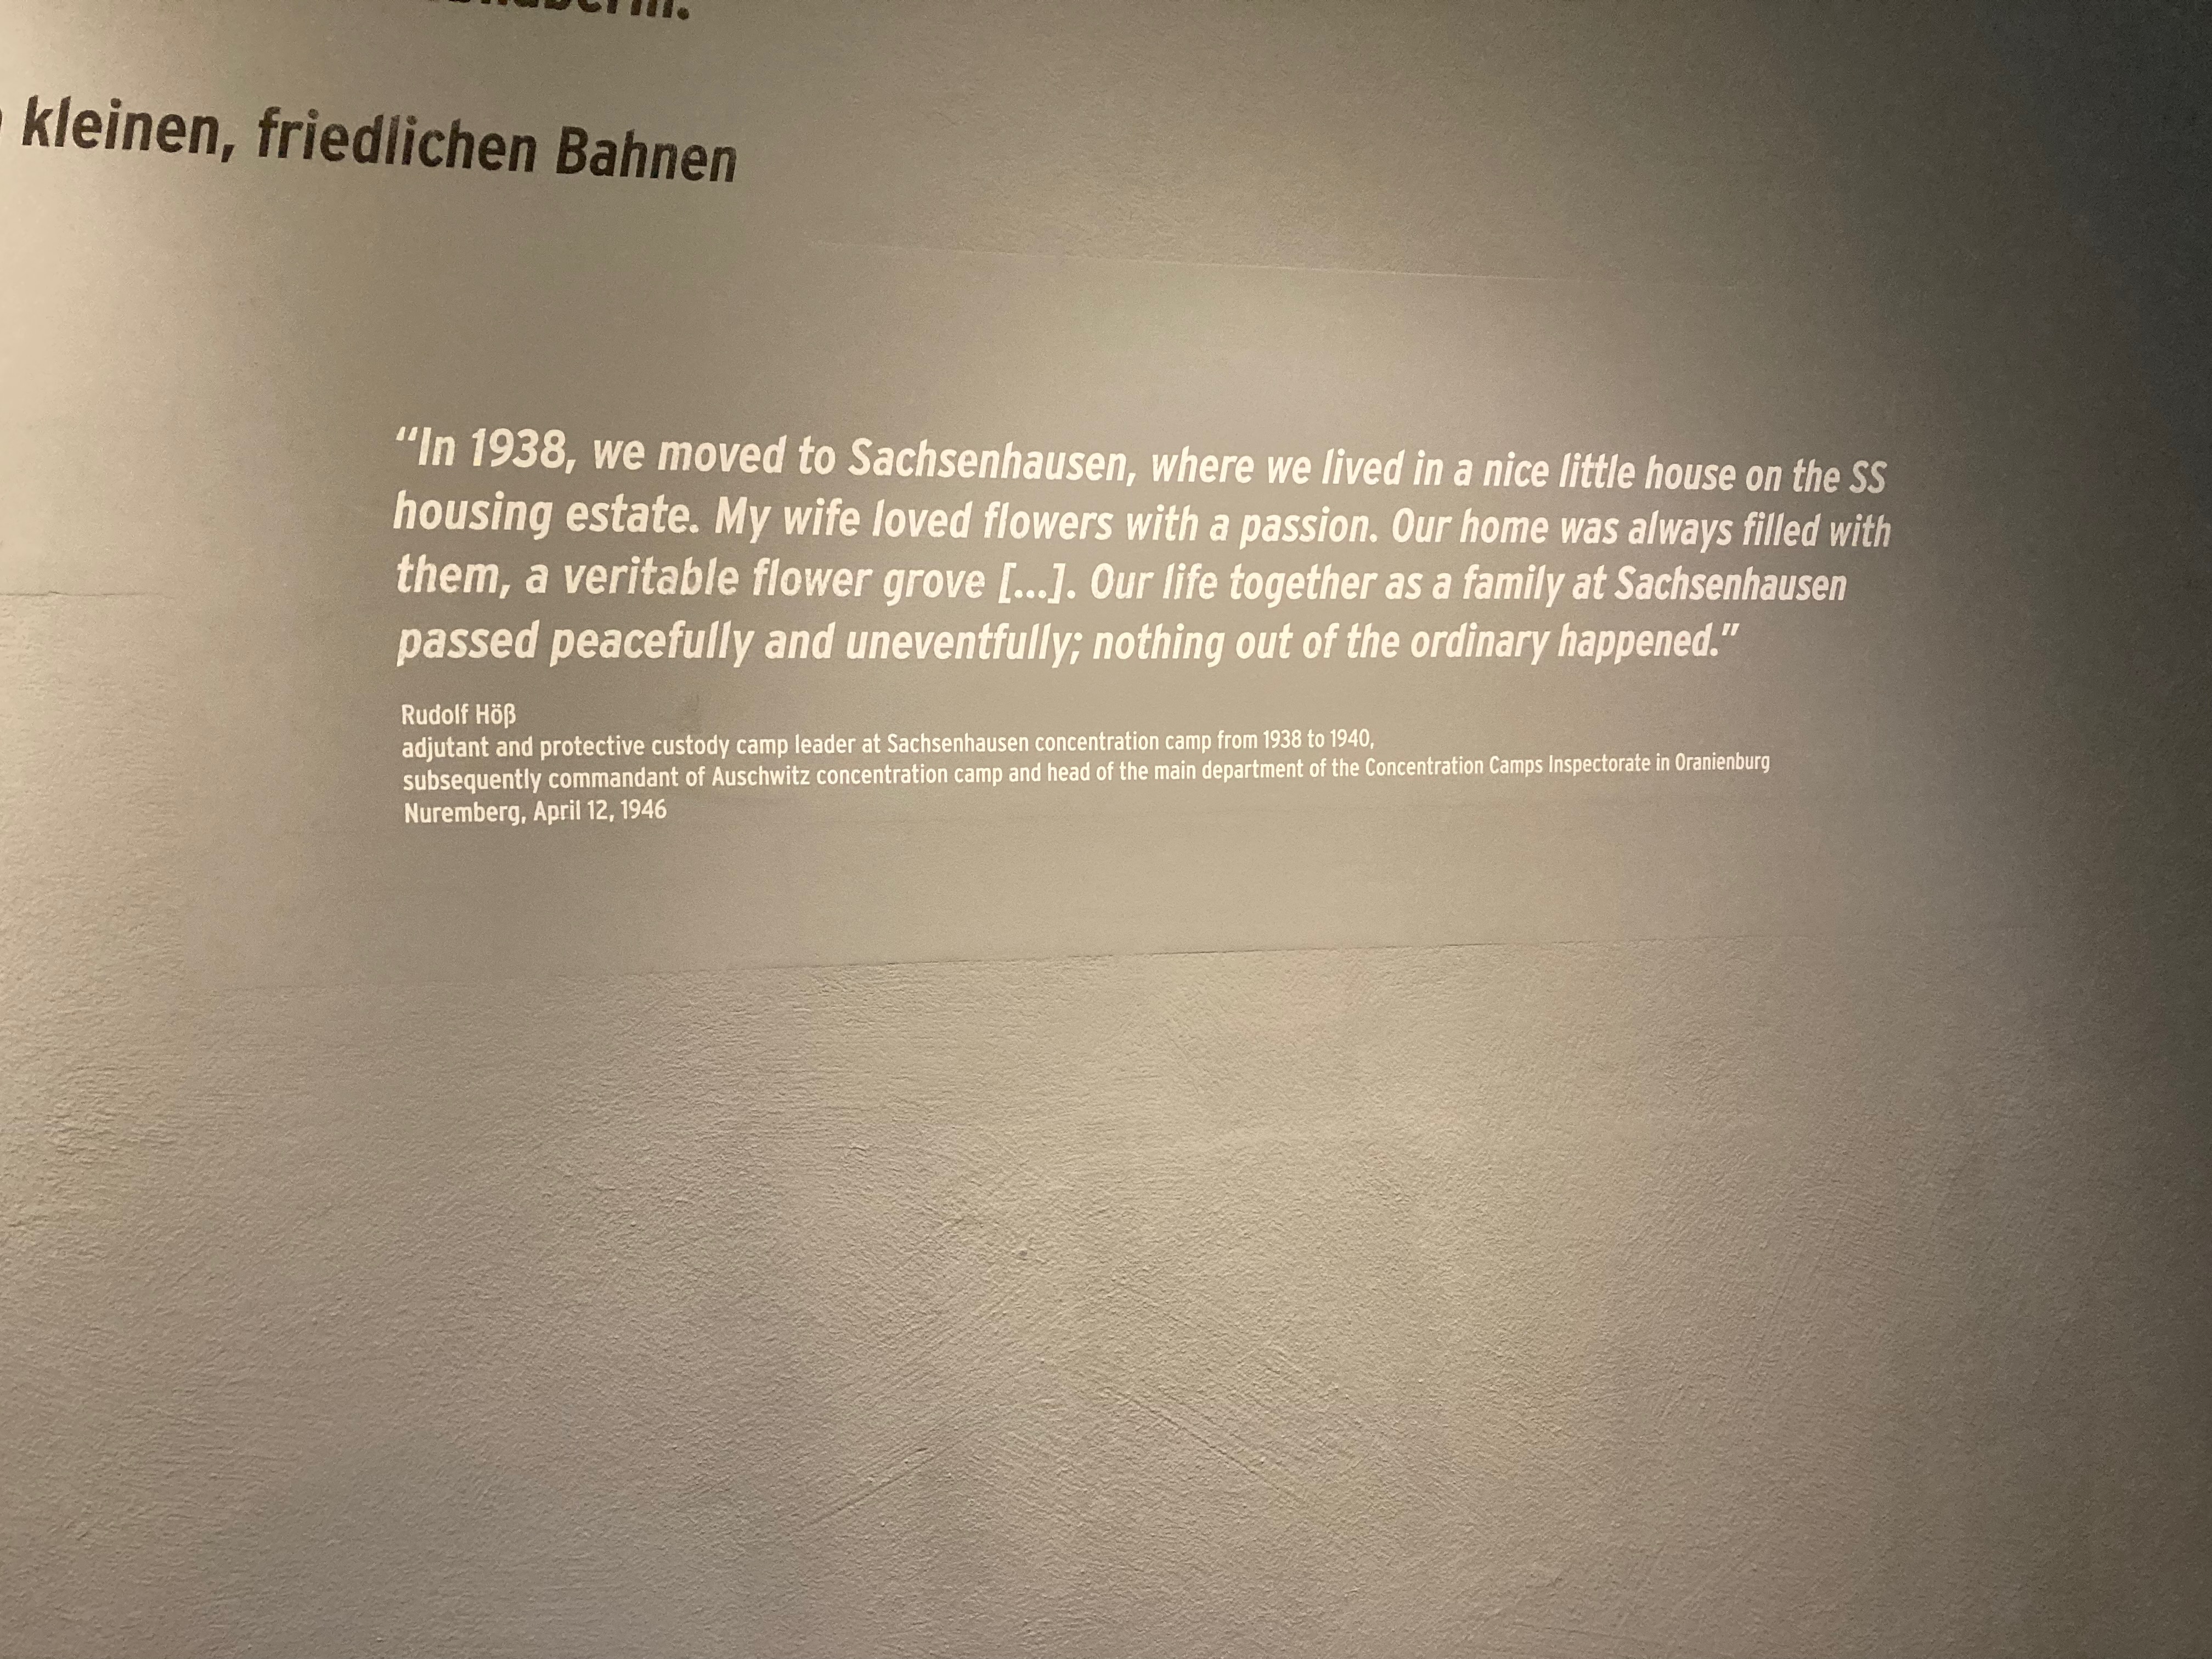 kleinen, friedlichen Bahnen
“In 1938, we moved to Sachsenhausen, where we lived in a nice little house on the SS
housing estate. My wife loved flowers with a passion. Our home was always filled with
them, a veritable flower grove [...]. Our life together as a family at Sachsenhausen
passed peacefully and uneventfully; nothing out of the ordinary happened.”
Rudolf Höß
adjutant and protective custody camp leader at Sachsenhausen concentration camp from 1938 to 1940,
subsequently commandant of Auschwitz concentration camp and head of the main department of the Concentration Camps Inspectorate in Oranienburg
Nuremberg, April 12, 1946